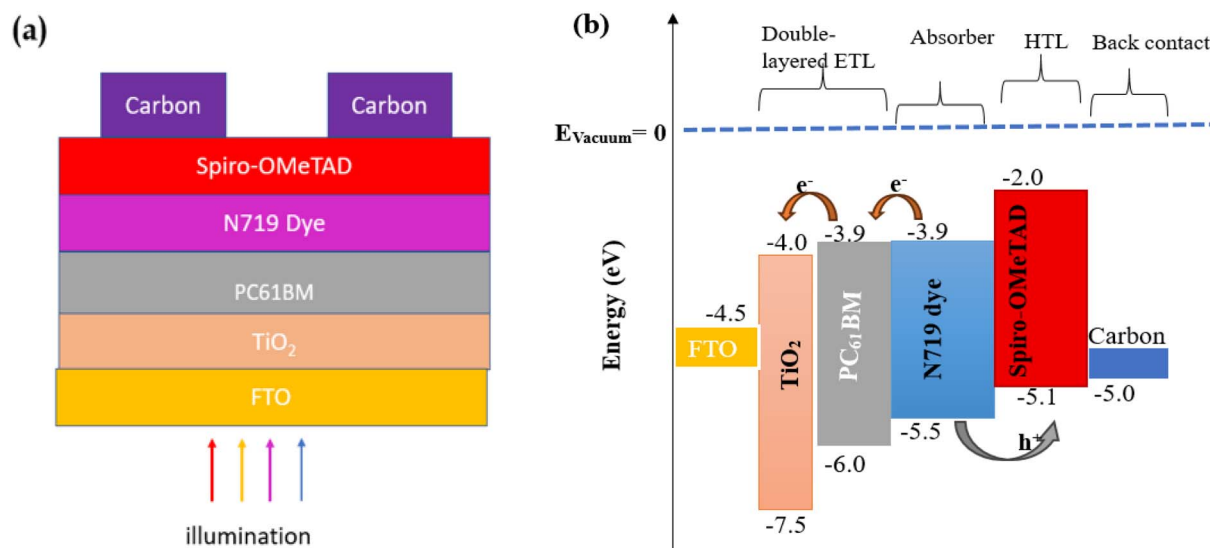 (a)
Carbon
Carbon
Spiro-OMeTAD
N719 Dye
PC61BM
TiO₂
FTO
illumination
(b)
Double-
layered ETL
Absorber
HTL
Back contact
E_Vacuum= 0
Energy (eV)
e⁻
e⁻
-2.0
-4.0
-3.9
-3.9
-4.5
FTO
TiO₂
PC₆₁BM
N719 dye
Spiro-OMeTAD
Carbon
-5.1
-5.0
-5.5
h⁺
-6.0
-7.5